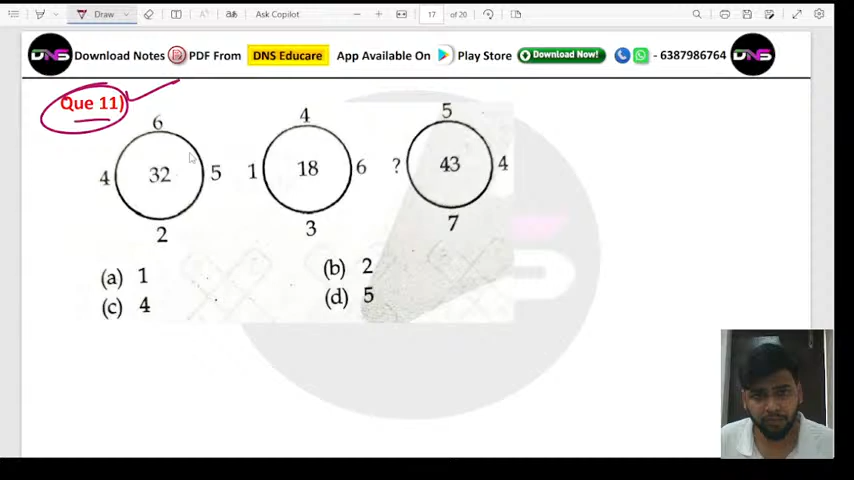 Draw
Ask Copilot
17 of 20
DNS Download Notes PDF From DNS Educare App Available On Play Store Download Now! - 6387986764 DNS
Que 11)
6 4 5
4 32 5 1 18 6 ? 43 4
2 3 7
(a) 1 (b) 2
(c) 4 (d) 5